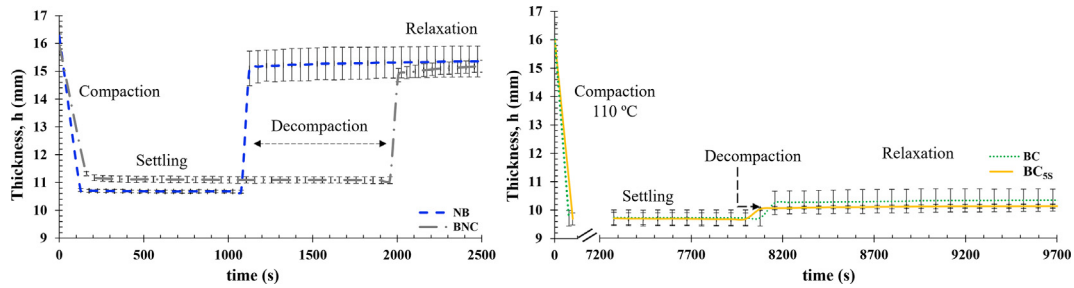 17
16
15
14
13
12
11
10
9
Thickness, h (mm)
Compaction
Settling
Decompaction
Relaxation
NB
BNC
0
500
1000
1500
2000
2500
time (s)
17
16
15
14
13
12
11
10
9
Thickness, h (mm)
Compaction
110 ºC
Decompaction
Settling
Relaxation
BC
BC5S
0
7200
7700
8200
8700
9200
9700
time (s)